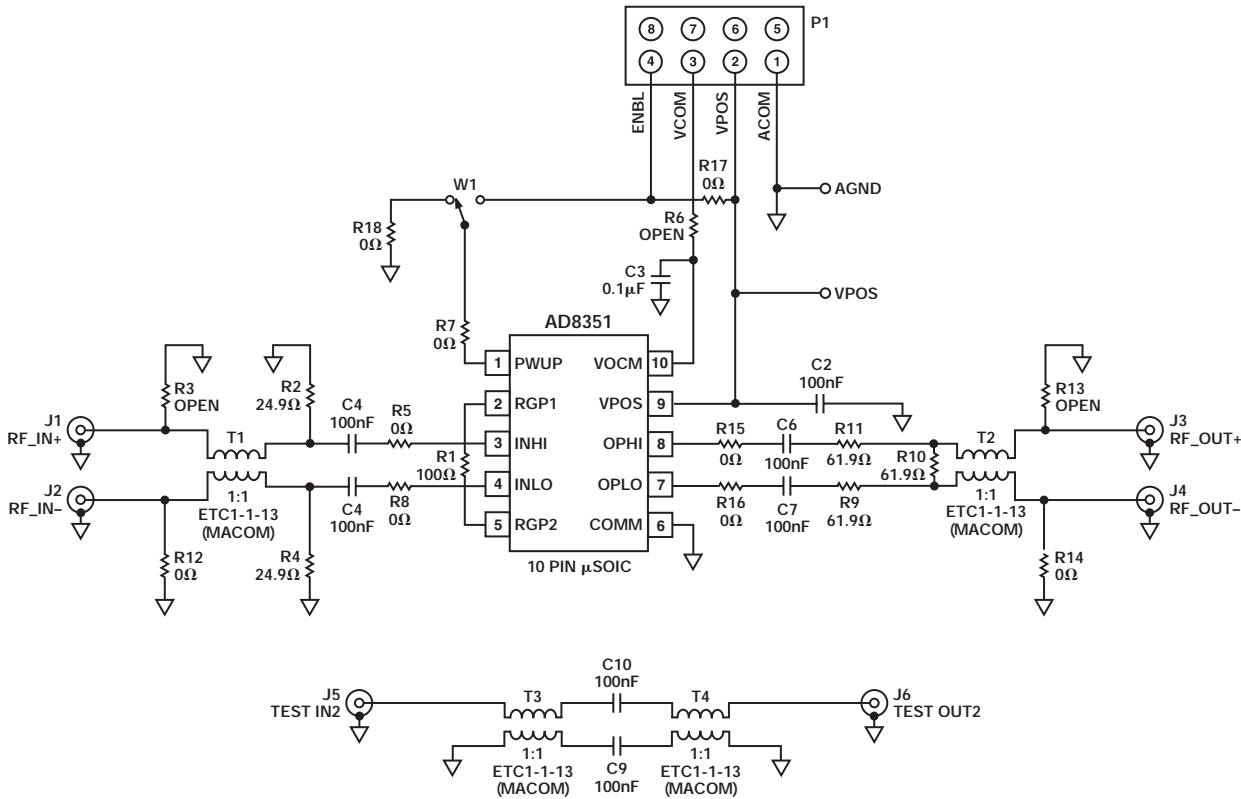 8 7 6 5 P1
4 3 2 1
ENBL
VCOM
VPOS
ACOM
R17
0Ω
AGND
W1
R6
OPEN
R18
0Ω
C3
0.1µF
VPOS
R7
0Ω
AD8351
1 PWUP
2 RGP1
3 INHI
4 INLO
5 RGP2
VOCM 10
VPOS 9
OPHI 8
OPLO 7
COMM 6
10 PIN µSOIC
C2
100nF
R3
OPEN
R2
24.9Ω
J1
RF_IN+
T1
C4
100nF
R5
0Ω
R1
100Ω
J2
RF_IN–
1:1
ETC1-1-13
(MACOM)
C4
100nF
R8
0Ω
R12
0Ω
R4
24.9Ω
R15
0Ω
C6
100nF
R11
61.9Ω
R10
61.9Ω
R16
0Ω
C7
100nF
R9
61.9Ω
R13
OPEN
T2
J3
RF_OUT+
1:1
ETC1-1-13
(MACOM)
J4
RF_OUT–
R14
0Ω
J5
TEST IN2
T3
C10
100nF
T4
J6
TEST OUT2
1:1
ETC1-1-13
(MACOM)
C9
100nF
1:1
ETC1-1-13
(MACOM)